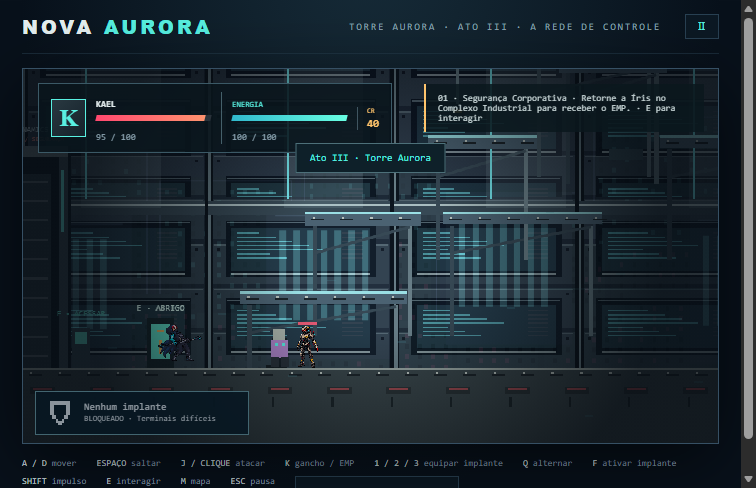 NOVA AURORA
TORRE AURORA · ATO III · A REDE DE CONTROLE
II
K
KAEL
95 / 100
ENERGIA
100 / 100
CR
40
01 · Segurança Corporativa · Retorne a Íris no
Complexo Industrial para receber o EMP. · E para
interagir
Ato III · Torre Aurora
E · ABRIGO
Nenhum implante
BLOQUEADO · Terminais difíceis
A / D mover ESPAÇO saltar J / CLIQUE atacar K gancho / EMP 1 / 2 / 3 equipar implante Q alternar F ativar implante
SHIFT impulso E interagir M mapa ESC pausa